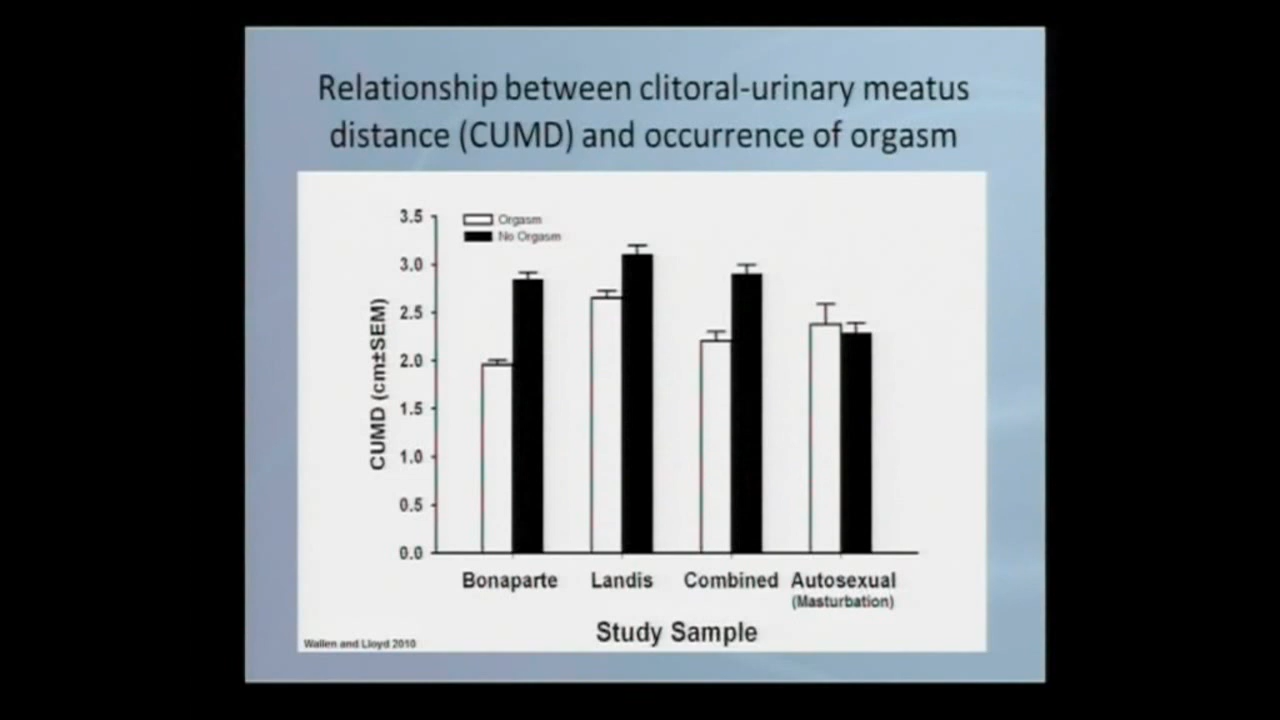 Relationship between clitoral-urinary meatus
distance (CUMD) and occurrence of orgasm
Orgasm
No Orgasm
CUMD (cm±SEM)
3.5
3.0
2.5
2.0
1.5
1.0
0.5
0.0
Bonaparte Landis Combined Autosexual
(Masturbation)
Study Sample
Wallen and Lloyd 2010